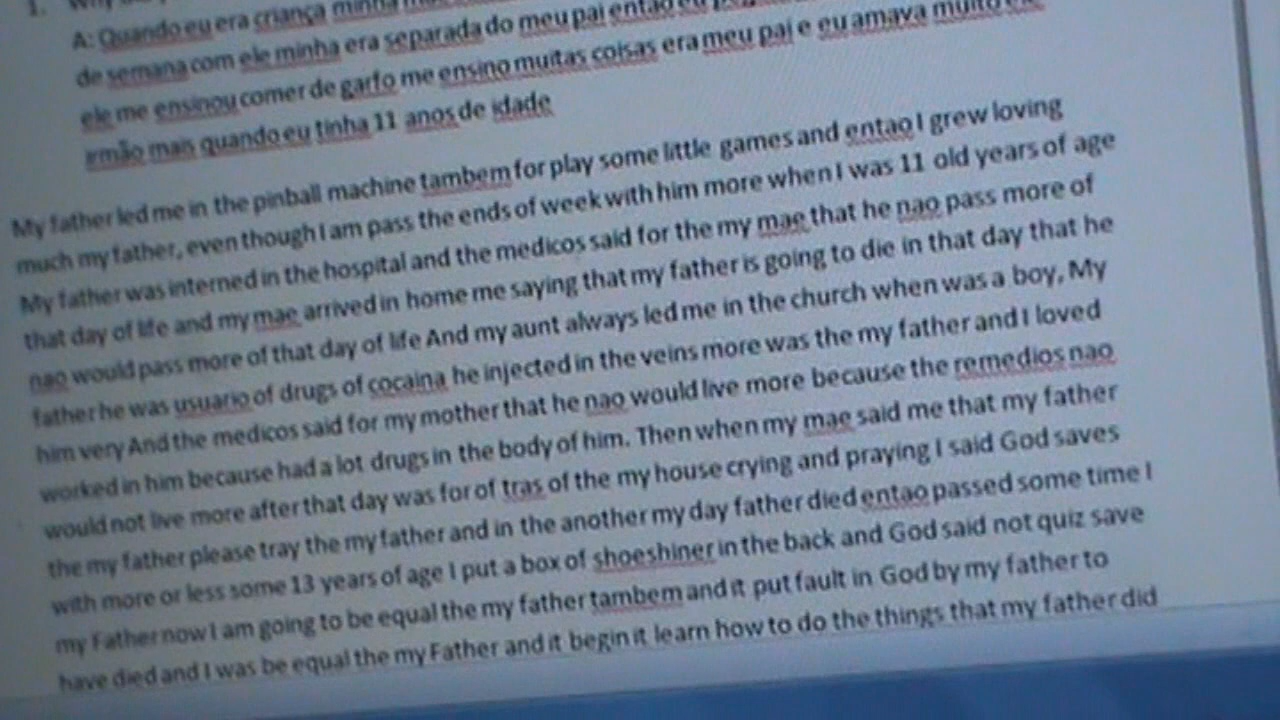 1. Why
A: Quando eu era criança minha
de semana com ele minha era separada do meu pai entao eu
ele me ensinou comer de garfo me ensino muitas coisas era meu pai e eu amava muito ele
irmão mais quando eu tinha 11 anos de idade
My father led me in the pinball machine tambem for play some little games and entao I grew loving
much my father, even though I am pass the ends of week with him more when I was 11 old years of age
My father was interned in the hospital and the medicos said for the my mae that he nao pass more of
that day of life and my mae arrived in home me saying that my father is going to die in that day that he
nao would pass more of that day of life And my aunt always led me in the church when was a boy, My
father he was usuario of drugs of cocaina he injected in the veins more was the my father and I loved
him very And the medicos said for my mother that he nao would live more because the remedios nao
worked in him because had a lot drugs in the body of him. Then when my mae said me that my father
would not live more after that day was for of tras of the my house crying and praying I said God saves
the my father please tray the my father and in the another my day father died entao passed some time I
with more or less some 13 years of age I put a box of shoeshiner in the back and God said not quiz save
my Father now I am going to be equal the my father tambem and it put fault in God by my father to
have died and I was be equal the my Father and it begin it learn how to do the things that my father did